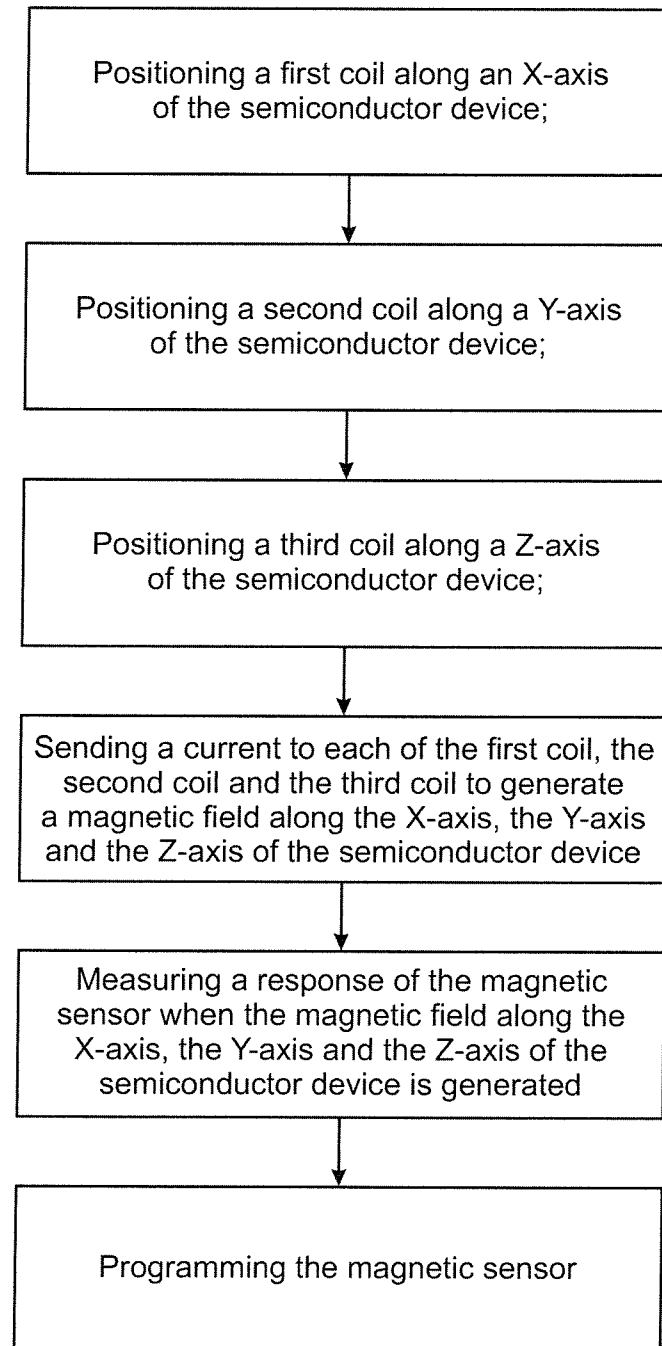 Positioning a first coil along an X-axis
of the semiconductor device;
Positioning a second coil along a Y-axis
of the semiconductor device;
Positioning a third coil along a Z-axis
of the semiconductor device;
Sending a current to each of the first coil, the
second coil and the third coil to generate
a magnetic field along the X-axis, the Y-axis
and the Z-axis of the semiconductor device
Measuring a response of the magnetic
sensor when the magnetic field along the
X-axis, the Y-axis and the Z-axis of the
semiconductor device is generated
Programming the magnetic sensor